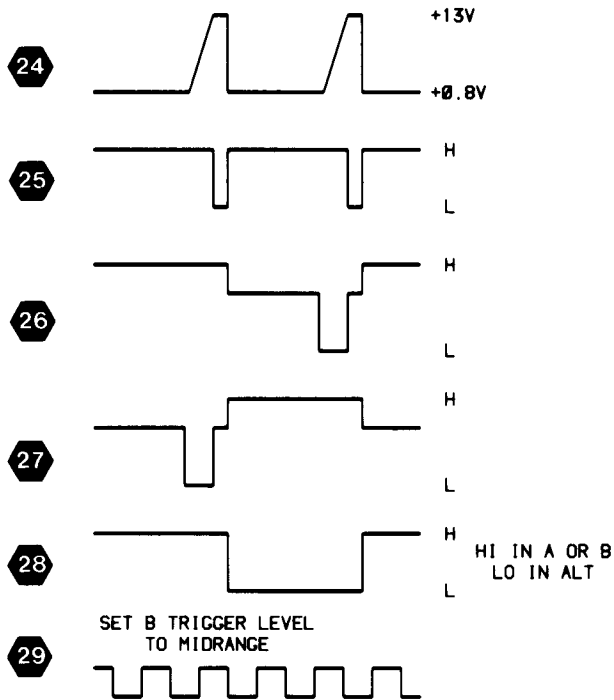 +13V
24
+0.8V
H
25
L
H
26
L
H
27
L
H
28
HI IN A OR B
LO IN ALT
L
SET B TRIGGER LEVEL
TO MIDRANGE
29